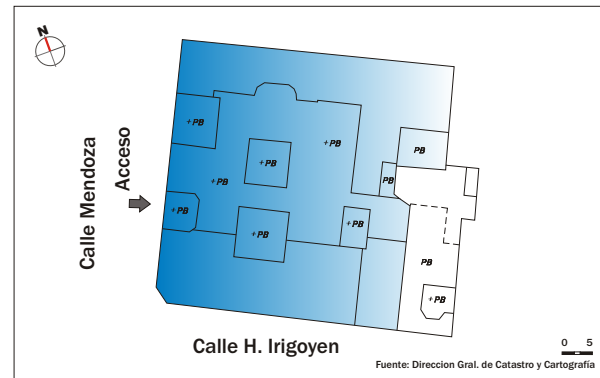 N
+PB
+PB
+PB
PB
PB
+PB
+PB
+PB
+PB
PB
+PB
Calle Mendoza
Acceso
Calle H. Irigoyen
0 5
Fuente: Direccion Gral. de Catastro y Cartografía